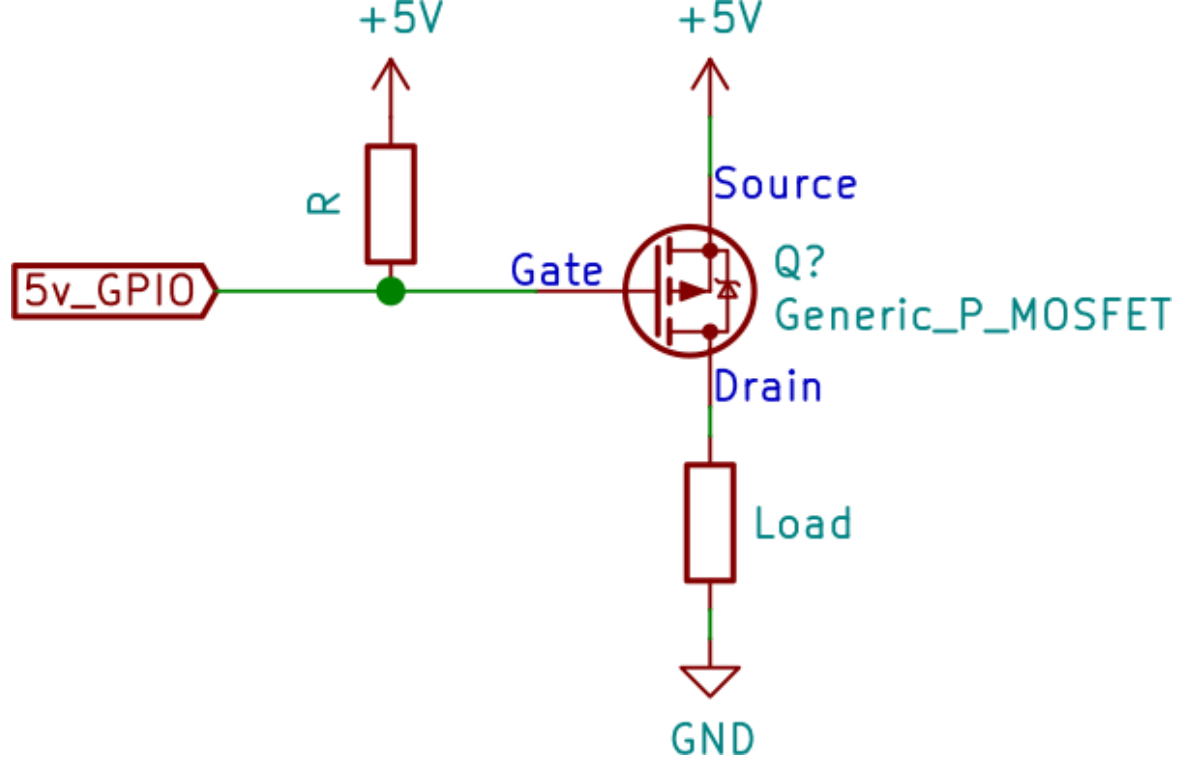 +5V
+5V
Source
R
Q?
Gate
5v_GPIO
Generic_P_MOSFET
Drain
Load
GND